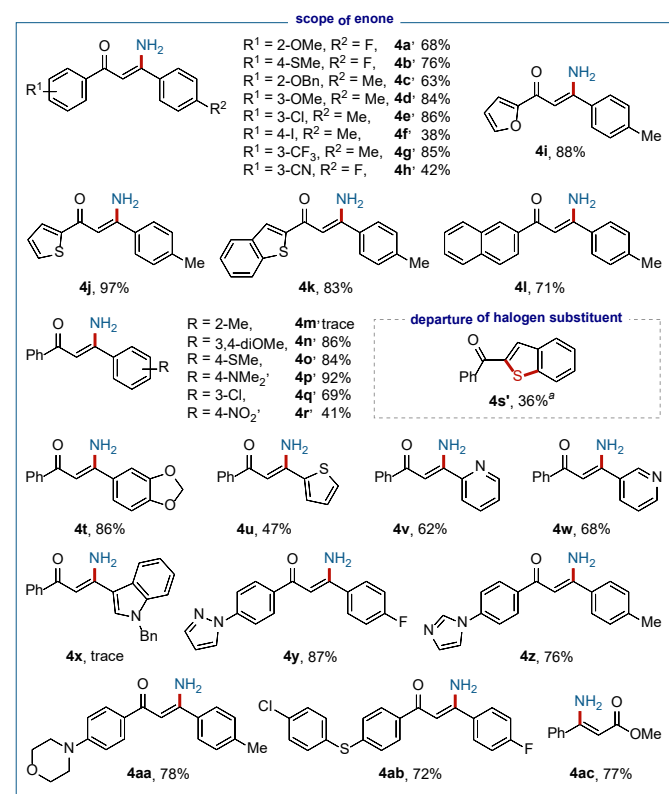 scope of enone
O NH₂
R¹ R²
R¹ = 2-OMe, R² = F, 4a' 68%
R¹ = 4-SMe, R² = F, 4b' 76%
R¹ = 2-OBn, R² = Me, 4c' 63%
R¹ = 3-OMe, R² = Me, 4d' 84%
R¹ = 3-Cl, R² = Me, 4e' 86%
R¹ = 4-I, R² = Me, 4f' 38%
R¹ = 3-CF₃, R² = Me, 4g' 85%
R¹ = 3-CN, R² = F, 4h' 42%
O NH₂
O Me
4i, 88%
O NH₂
S Me
4j, 97%
O NH₂
S Me
4k, 83%
O NH₂
Me
4l, 71%
O NH₂
Ph R
R = 2-Me, 4m' trace
R = 3,4-diOMe, 4n' 86%
R = 4-SMe, 4o' 84%
R = 4-NMe₂' 4p' 92%
R = 3-Cl, 4q' 69%
R = 4-NO₂' 4r' 41%
departure of halogen substituent
O
Ph S
4s', 36%ᵃ
O NH₂
Ph O
O
4t, 86%
O NH₂
Ph S
4u, 47%
O NH₂
Ph N
4v, 62%
O NH₂
Ph N
4w, 68%
O NH₂
Ph
N
Bn
4x, trace
O NH₂
N
N F
4y, 87%
O NH₂
N
N Me
4z, 76%
O NH₂
N Me
O
4aa, 78%
O NH₂
Cl
S F
4ab, 72%
NH₂ O
Ph OMe
4ac, 77%